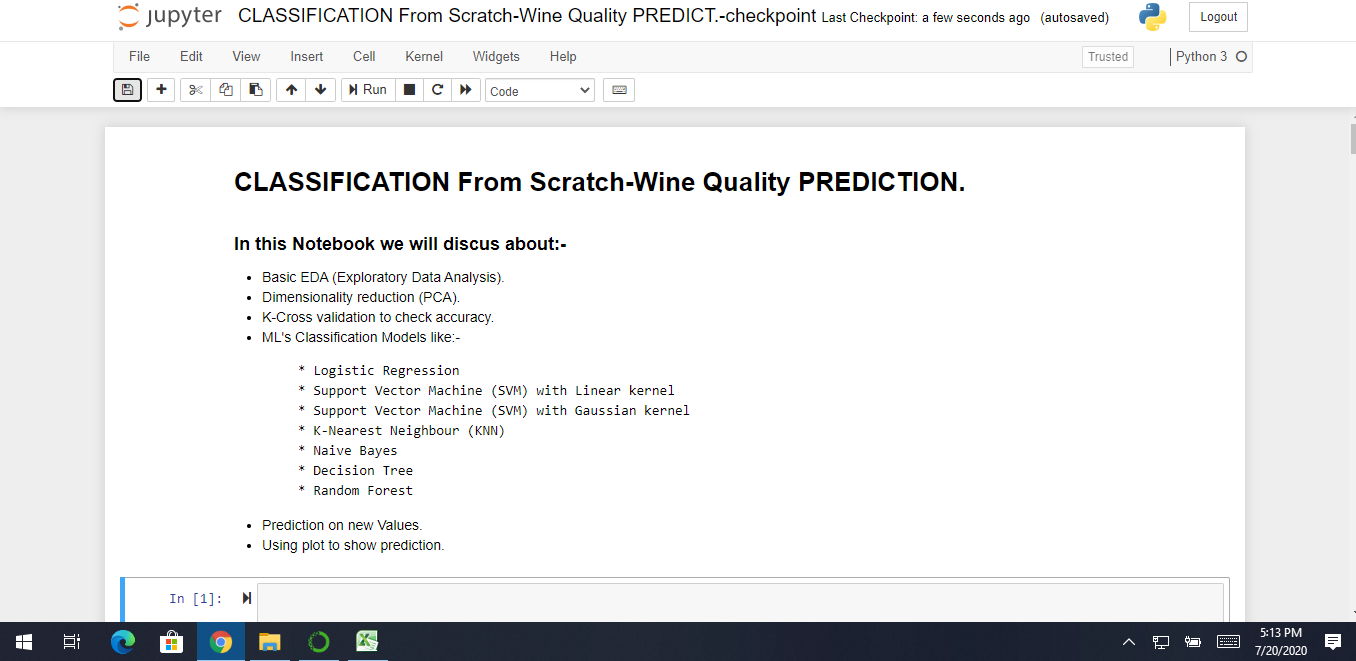 jupyter CLASSIFICATION From Scratch-Wine Quality PREDICT.-checkpoint Last Checkpoint: a few seconds ago (autosaved) Logout
File Edit View Insert Cell Kernel Widgets Help Trusted Python 3
Run Code
CLASSIFICATION From Scratch-Wine Quality PREDICTION.
In this Notebook we will discus about:-
• Basic EDA (Exploratory Data Analysis).
• Dimensionality reduction (PCA).
• K-Cross validation to check accuracy.
• ML's Classification Models like:-
* Logistic Regression
* Support Vector Machine (SVM) with Linear kernel
* Support Vector Machine (SVM) with Gaussian kernel
* K-Nearest Neighbour (KNN)
* Naive Bayes
* Decision Tree
* Random Forest
• Prediction on new Values.
• Using plot to show prediction.
In [1]:
5:13 PM
7/20/2020